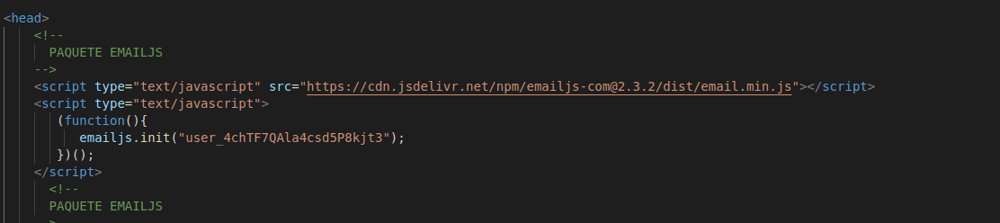 <head>
<!--
PAQUETE EMAILJS
-->
<script type="text/javascript" src="https://cdn.jsdelivr.net/npm/emailjs-com@2.3.2/dist/email.min.js"></script>
<script type="text/javascript">
(function(){
emailjs.init("user_4chTF7QAla4csd5P8kjt3");
})();
</script>
<!--
PAQUETE EMAILJS